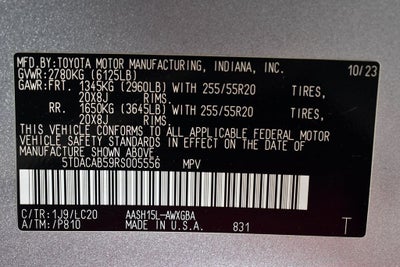 MFD.BY:TOYOTA MOTOR MANUFACTURING, INDIANA, INC. 10/23
GVWR: 2780KG (6125LB)
GAWR:FRT. 1345KG (2960LB) WITH 255/55R20 TIRES,
20X8J RIMS.
RR. 1650KG (3645LB) WITH 255/55R20 TIRES,
20X8J RIMS.
THIS VEHICLE CONFORMS TO ALL APPLICABLE FEDERAL MOTOR
VEHICLE SAFETY STANDARDS IN EFFECT ON THE DATE OF
MANUFACTURE SHOWN ABOVE.
5TDACAB59RS005556 MPV
C/TR:1J9/LC20 AASH15L-AWXGBA
A/TM:/P810 MADE IN U.S.A. 831 T